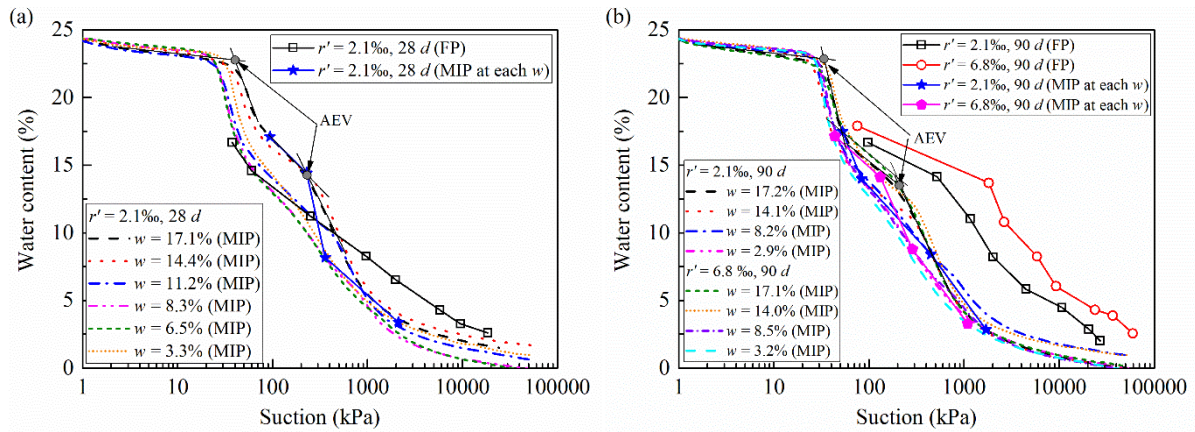 (a)
25
20
15
10
5
0
Water content (%)
1
10
100
1000
10000
100000
Suction (kPa)
r' = 2.1‰, 28 d (FP)
r' = 2.1‰, 28 d (MIP at each w)
AEV
r' = 2.1‰, 28 d
w = 17.1% (MIP)
w = 14.4% (MIP)
w = 11.2% (MIP)
w = 8.3% (MIP)
w = 6.5% (MIP)
w = 3.3% (MIP)
(b)
25
20
15
10
5
0
Water content (%)
1
10
100
1000
10000
100000
Suction (kPa)
r' = 2.1‰, 90 d (FP)
r' = 6.8‰, 90 d (FP)
r' = 2.1‰, 90 d (MIP at each w)
r' = 6.8‰, 90 d (MIP at each w)
AEV
r' = 2.1‰, 90 d
w = 17.2% (MIP)
w = 14.1% (MIP)
w = 8.2% (MIP)
w = 2.9% (MIP)
r' = 6.8 ‰, 90 d
w = 17.1% (MIP)
w = 14.0% (MIP)
w = 8.5% (MIP)
w = 3.2% (MIP)